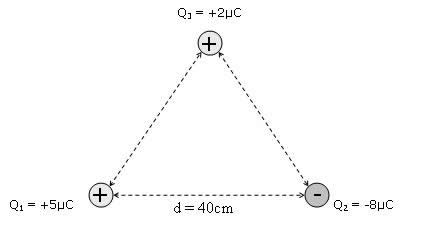 Q₃ = +2µC
+
+
-
Q₁ = +5µC
d = 40cm
Q₂ = -8µC